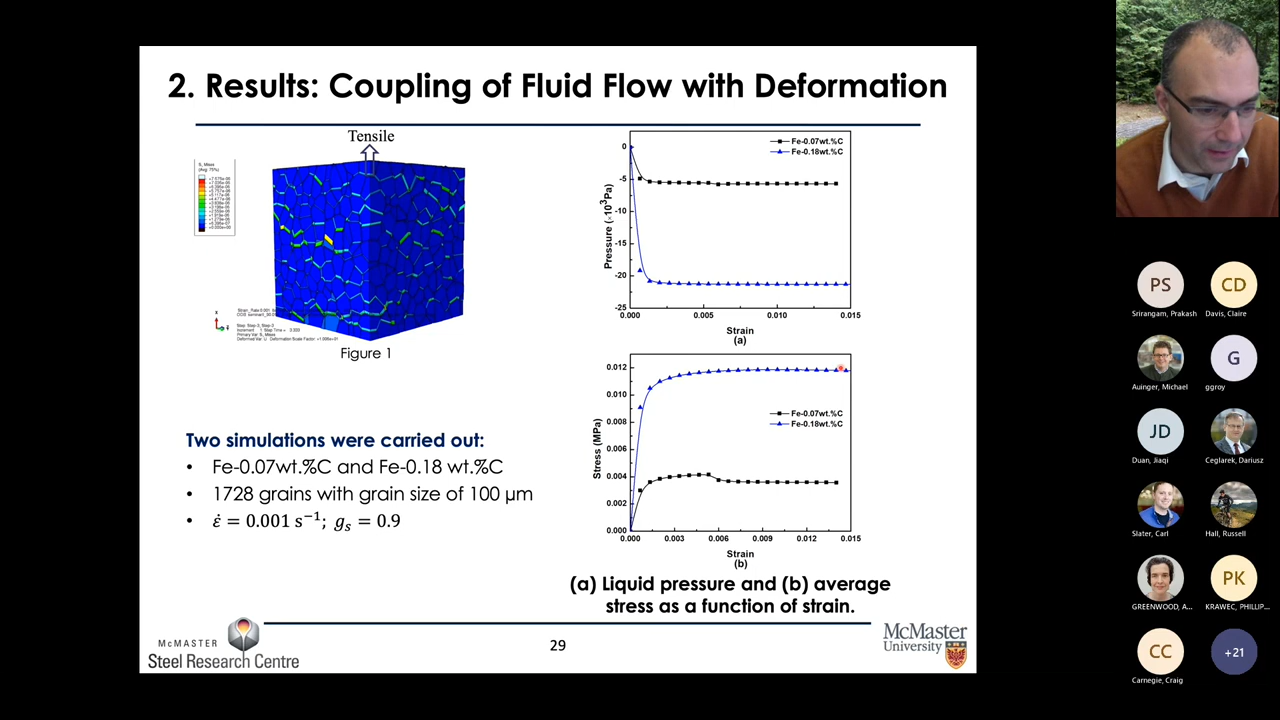 2. Results: Coupling of Fluid Flow with Deformation
Tensile
S, Mises
(Avg: 75%)
Figure 1
Two simulations were carried out:
• Fe-0.07wt.%C and Fe-0.18 wt.%C
• 1728 grains with grain size of 100 µm
• ε̇ = 0.001 s⁻¹; gₛ = 0.9
Fe-0.07wt.%C
Fe-0.18wt.%C
Pressure (×10³Pa)
0
-5
-10
-15
-20
-25
0.000 0.005 0.010 0.015
Strain
(a)
Fe-0.07wt.%C
Fe-0.18wt.%C
Stress (MPa)
0.012
0.010
0.008
0.006
0.004
0.002
0.000
0.000 0.003 0.006 0.009 0.012 0.015
Strain
(b)
(a) Liquid pressure and (b) average
stress as a function of strain.
McMASTER
Steel Research Centre
29
McMaster
University
PS
CD
Srirangam, Prakash
Davis, Claire
G
Auinger, Michael
ggroy
JD
Duan, Jiaqi
Ceglarek, Dariusz
Slater, Carl
Hall, Russell
PK
GREENWOOD, A...
KRAWEC, PHILLIP...
CC
+21
Carnegie, Craig